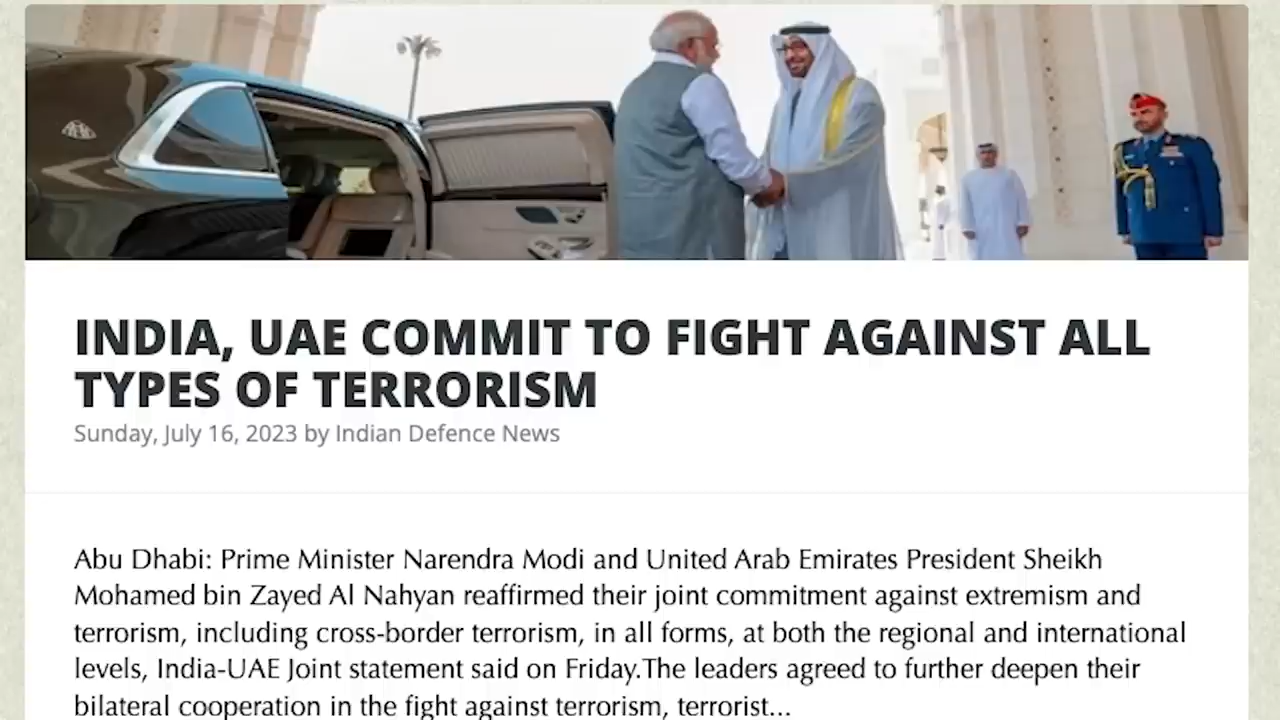 INDIA, UAE COMMIT TO FIGHT AGAINST ALL
TYPES OF TERRORISM
Sunday, July 16, 2023 by Indian Defence News
Abu Dhabi: Prime Minister Narendra Modi and United Arab Emirates President Sheikh
Mohamed bin Zayed Al Nahyan reaffirmed their joint commitment against extremism and
terrorism, including cross-border terrorism, in all forms, at both the regional and international
levels, India-UAE Joint statement said on Friday.The leaders agreed to further deepen their
bilateral cooperation in the fight against terrorism, terrorist...